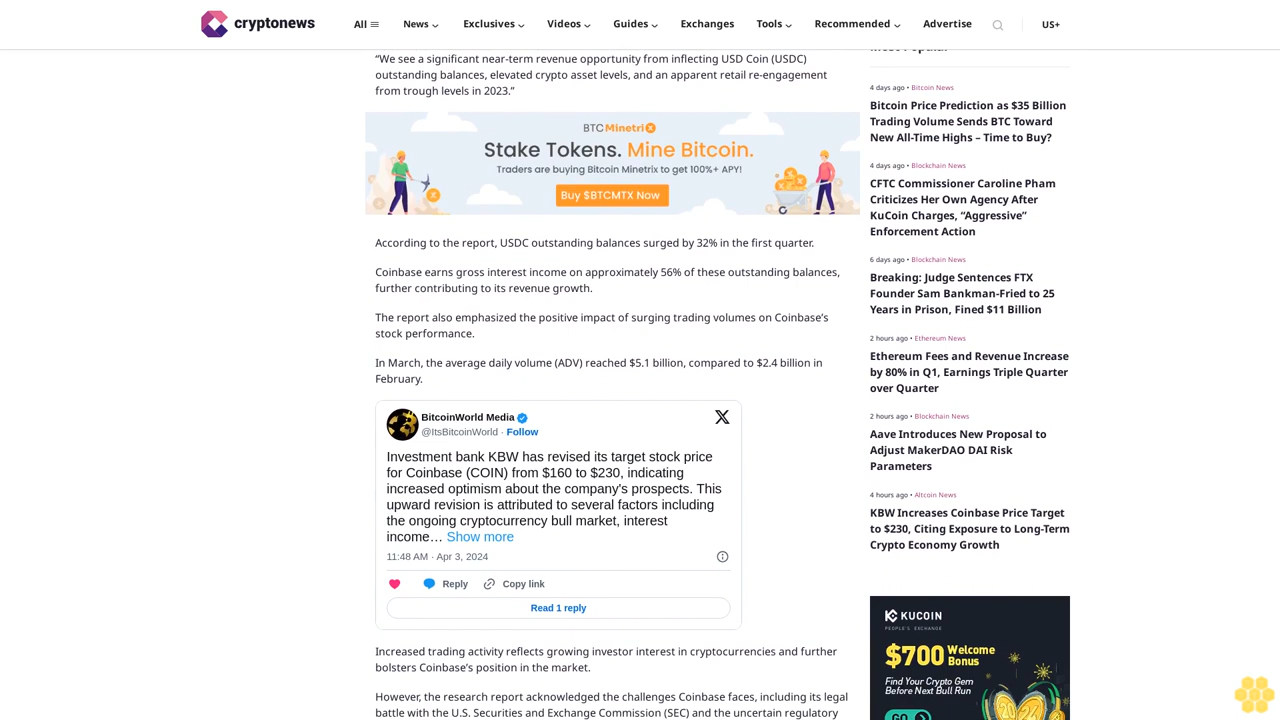 cryptonews
All
News
Exclusives
Videos
Guides
Exchanges
Tools
Recommended
Advertise
US+
“We see a significant near-term revenue opportunity from inflecting USD Coin (USDC)
outstanding balances, elevated crypto asset levels, and an apparent retail re-engagement
from trough levels in 2023.”
BTCMinetrix
Stake Tokens. Mine Bitcoin.
Traders are buying Bitcoin Minetrix to get 100%+ APY!
Buy $BTCMTX Now
According to the report, USDC outstanding balances surged by 32% in the first quarter.
Coinbase earns gross interest income on approximately 56% of these outstanding balances,
further contributing to its revenue growth.
The report also emphasized the positive impact of surging trading volumes on Coinbase’s
stock performance.
In March, the average daily volume (ADV) reached $5.1 billion, compared to $2.4 billion in
February.
BitcoinWorld Media
@ItsBitcoinWorld · Follow
Investment bank KBW has revised its target stock price
for Coinbase (COIN) from $160 to $230, indicating
increased optimism about the company's prospects. This
upward revision is attributed to several factors including
the ongoing cryptocurrency bull market, interest
income… Show more
11:48 AM · Apr 3, 2024
Reply
Copy link
Read 1 reply
Increased trading activity reflects growing investor interest in cryptocurrencies and further
bolsters Coinbase’s position in the market.
However, the research report acknowledged the challenges Coinbase faces, including its legal
battle with the U.S. Securities and Exchange Commission (SEC) and the uncertain regulatory
4 days ago • Bitcoin News
Bitcoin Price Prediction as $35 Billion
Trading Volume Sends BTC Toward
New All-Time Highs – Time to Buy?
4 days ago • Blockchain News
CFTC Commissioner Caroline Pham
Criticizes Her Own Agency After
KuCoin Charges, “Aggressive”
Enforcement Action
6 days ago • Blockchain News
Breaking: Judge Sentences FTX
Founder Sam Bankman-Fried to 25
Years in Prison, Fined $11 Billion
2 hours ago • Ethereum News
Ethereum Fees and Revenue Increase
by 80% in Q1, Earnings Triple Quarter
over Quarter
2 hours ago • Blockchain News
Aave Introduces New Proposal to
Adjust MakerDAO DAI Risk
Parameters
4 hours ago • Altcoin News
KBW Increases Coinbase Price Target
to $230, Citing Exposure to Long-Term
Crypto Economy Growth
KUCOIN
PEOPLE'S EXCHANGE
$700 Welcome
Bonus
Find Your Crypto Gem
Before Next Bull Run
GO
2024